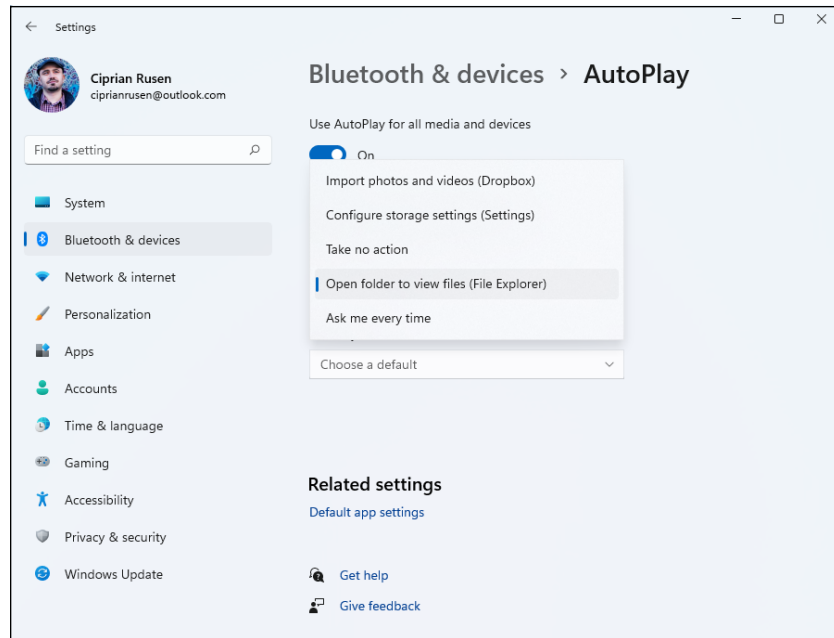 Settings
Ciprian Rusen
ciprianrusen@outlook.com
Find a setting
System
Bluetooth & devices
Network & internet
Personalization
Apps
Accounts
Time & language
Gaming
Accessibility
Privacy & security
Windows Update
Bluetooth & devices > AutoPlay
Use AutoPlay for all media and devices
On
Import photos and videos (Dropbox)
Configure storage settings (Settings)
Take no action
Open folder to view files (File Explorer)
Ask me every time
Choose a default
Related settings
Default app settings
Get help
Give feedback